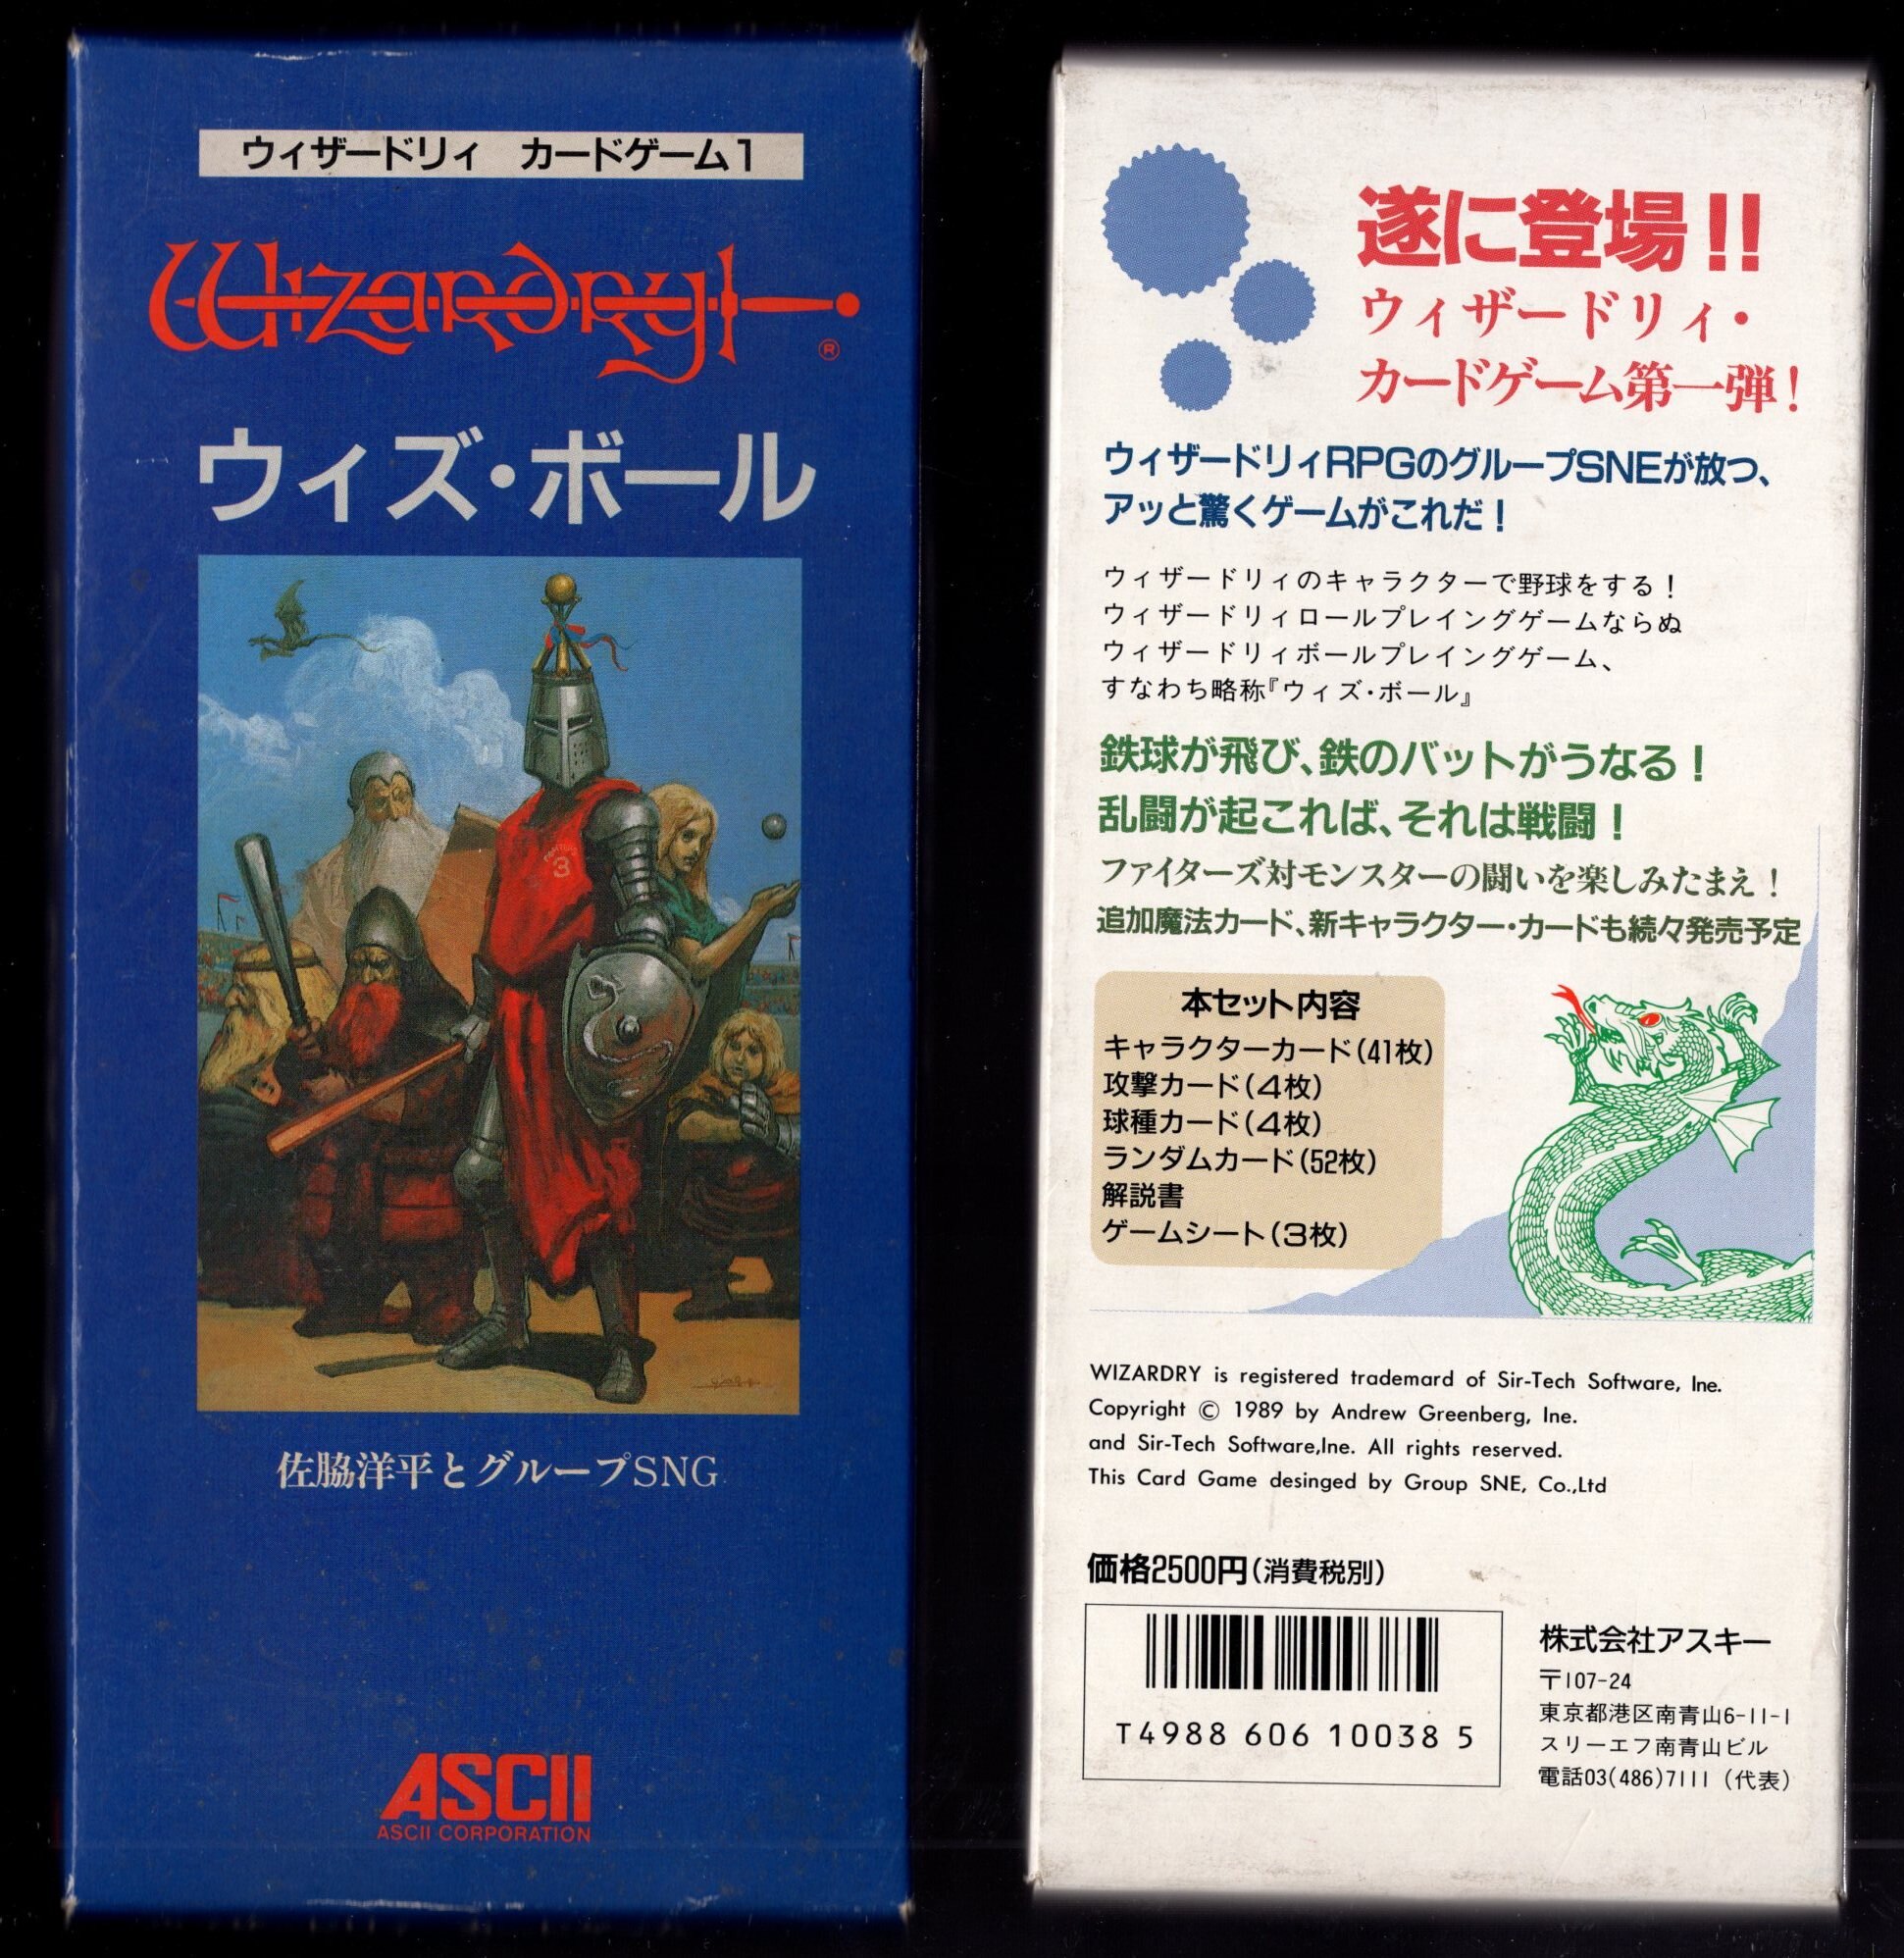 ウィザードリィ カードゲーム1
Wizardry®
ウィズ・ボール
FIGHTERS
3
佐脇洋平とグループSNG
ASCII
ASCII CORPORATION
遂に登場!!
ウィザードリィ・
カードゲーム第一弾!
ウィザードリィRPGのグループSNEが放つ、
アッと驚くゲームがこれだ!
ウィザードリィのキャラクターで野球をする!
ウィザードリィロールプレイングゲームならぬ
ウィザードリィボールプレイングゲーム、
すなわち略称『ウィズ・ボール』
鉄球が飛び、鉄のバットがうなる!
乱闘が起これば、それは戦闘!
ファイターズ対モンスターの闘いを楽しみたまえ!
追加魔法カード、新キャラクター・カードも続々発売予定
本セット内容
キャラクターカード(41枚)
攻撃カード(4枚)
球種カード(4枚)
ランダムカード(52枚)
解説書
ゲームシート(3枚)
WIZARDRY is registered trademard of Sir-Tech Software, Ine.
Copyright © 1989 by Andrew Greenberg, Ine.
and Sir-Tech Software,Ine. All rights reserved.
This Card Game desinged by Group SNE, Co.,Ltd
価格2500円(消費税別)
T4988 606 10038 5
株式会社アスキー
〒107-24
東京都港区南青山6-11-1
スリーエフ南青山ビル
電話03(486)7111(代表)